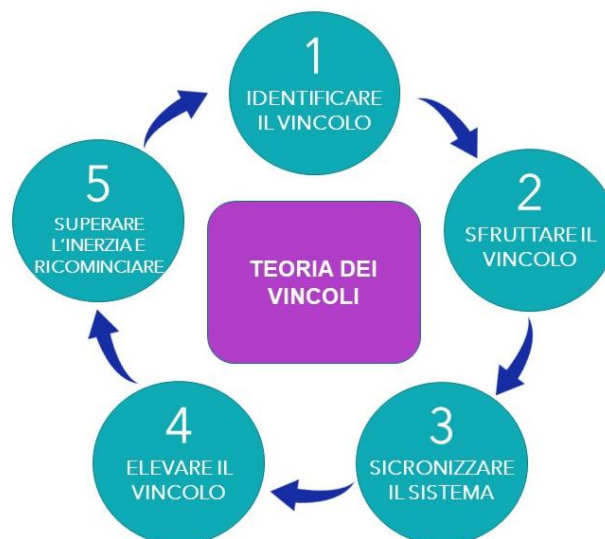 1
IDENTIFICARE
IL VINCOLO
2
SFRUTTARE IL
VINCOLO
3
SICRONIZZARE
IL SISTEMA
4
ELEVARE IL
VINCOLO
5
SUPERARE
L'INERZIA E
RICOMINCIARE
TEORIA DEI
VINCOLI